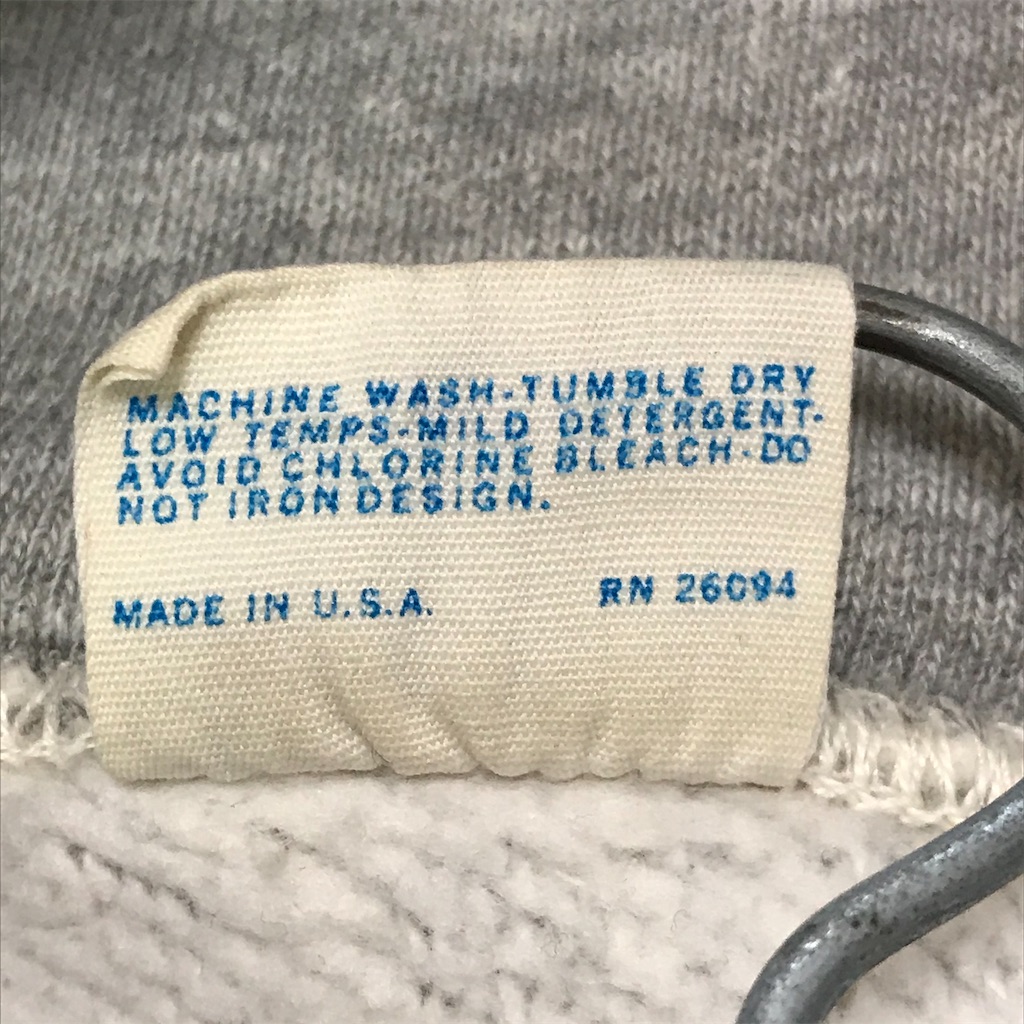 MACHINE WASH-TUMBLE DRY
LOW TEMPS-MILD DETERGENT-
AVOID CHLORINE BLEACH-DO
NOT IRON DESIGN.
MADE IN U.S.A. RN 26094